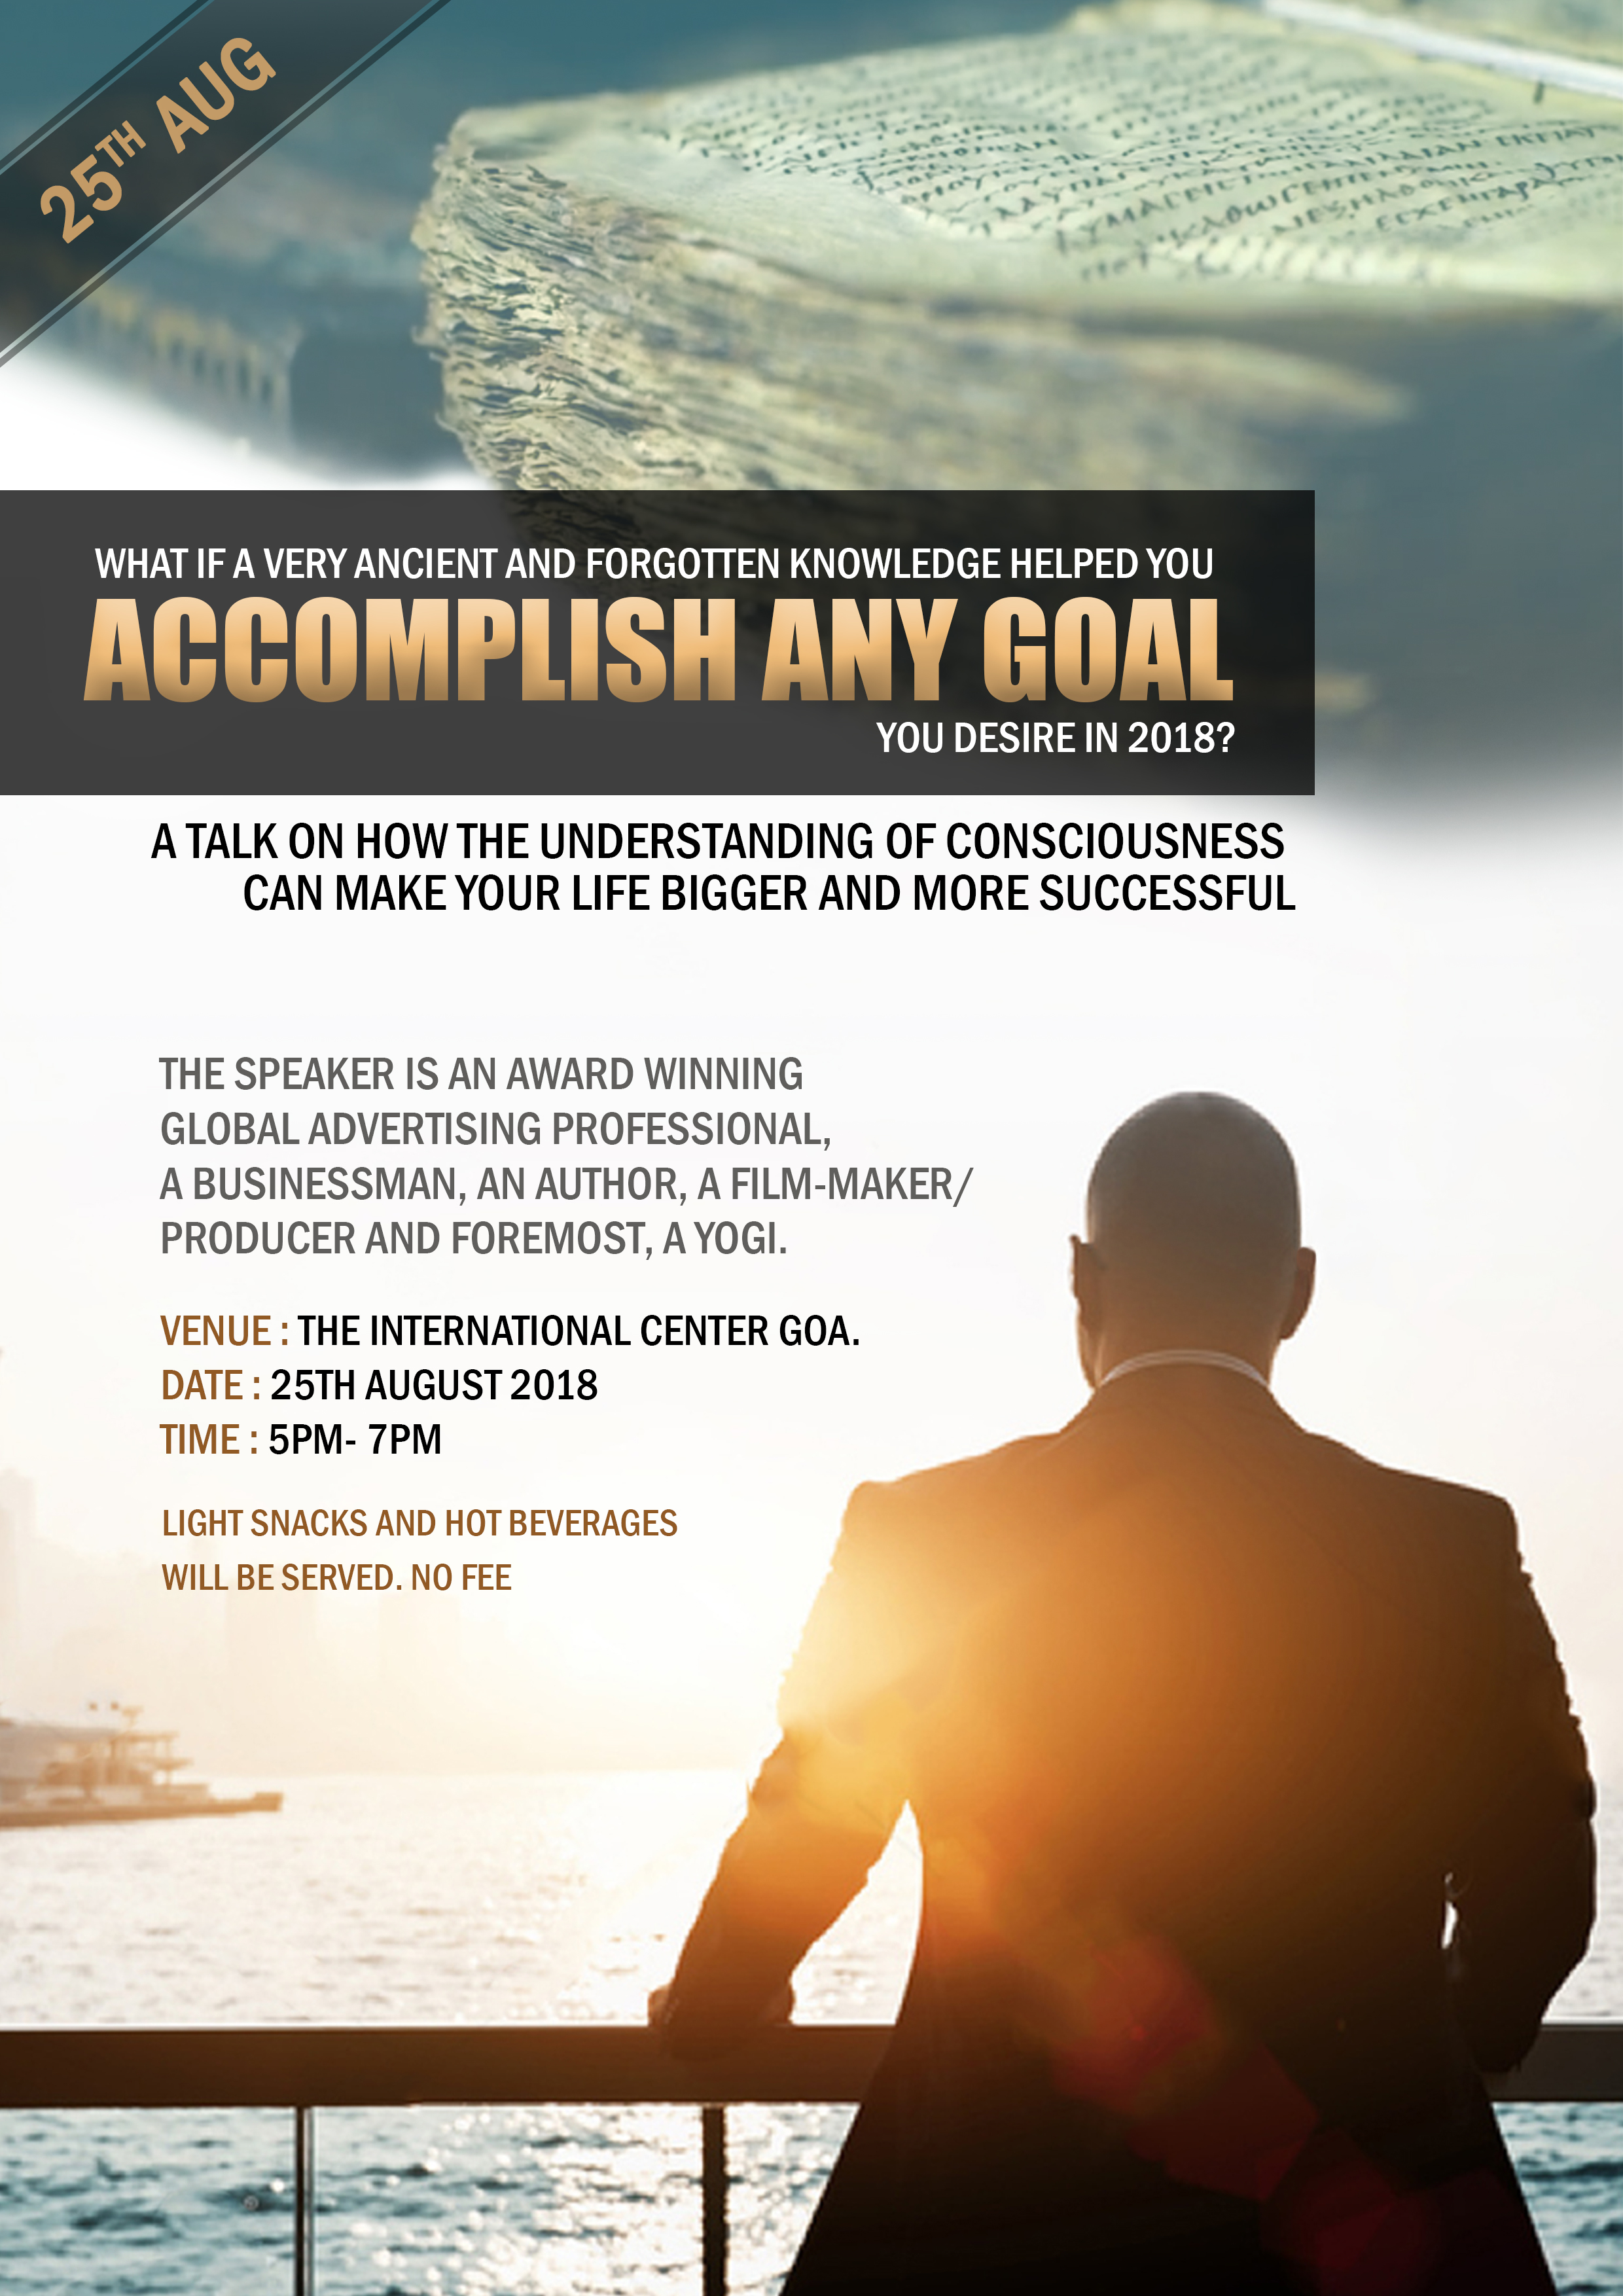 25TH AUG
WHAT IF A VERY ANCIENT AND FORGOTTEN KNOWLEDGE HELPED YOU
ACCOMPLISH ANY GOAL
YOU DESIRE IN 2018?
A TALK ON HOW THE UNDERSTANDING OF CONSCIOUSNESS
CAN MAKE YOUR LIFE BIGGER AND MORE SUCCESSFUL
THE SPEAKER IS AN AWARD WINNING
GLOBAL ADVERTISING PROFESSIONAL,
A BUSINESSMAN, AN AUTHOR, A FILM-MAKER/
PRODUCER AND FOREMOST, A YOGI.
VENUE : THE INTERNATIONAL CENTER GOA.
DATE : 25TH AUGUST 2018
TIME : 5PM- 7PM
LIGHT SNACKS AND HOT BEVERAGES
WILL BE SERVED. NO FEE